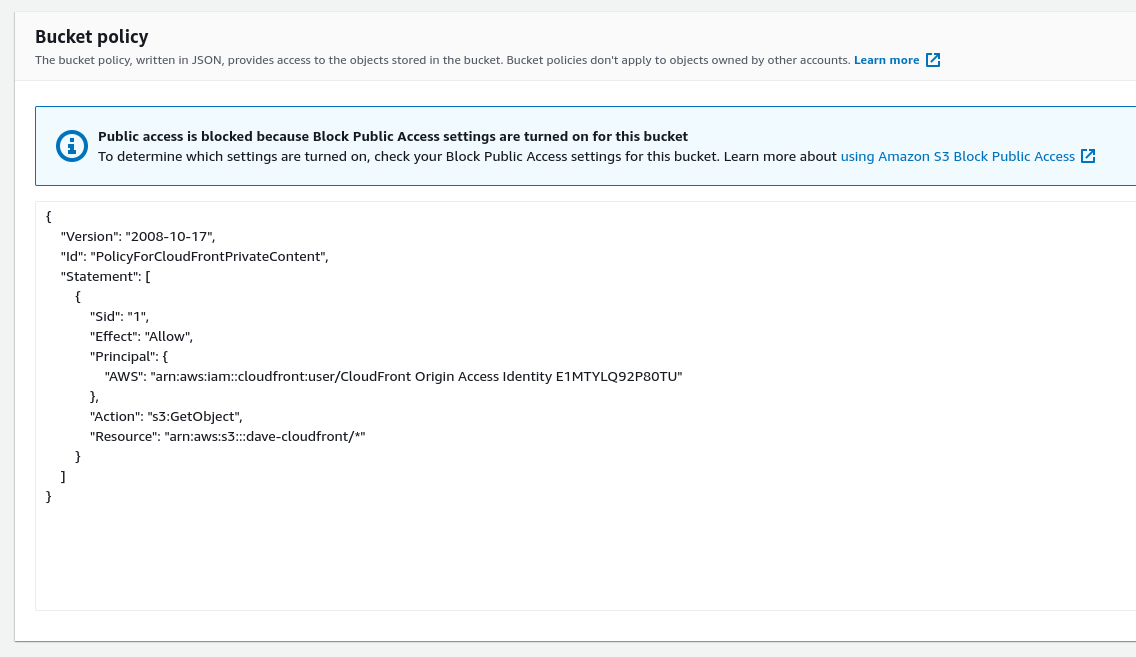 Bucket policy
The bucket policy, written in JSON, provides access to the objects stored in the bucket. Bucket policies don't apply to objects owned by other accounts. Learn more
Public access is blocked because Block Public Access settings are turned on for this bucket
To determine which settings are turned on, check your Block Public Access settings for this bucket. Learn more about using Amazon S3 Block Public Access
{
    "Version": "2008-10-17",
    "Id": "PolicyForCloudFrontPrivateContent",
    "Statement": [
        {
            "Sid": "1",
            "Effect": "Allow",
            "Principal": {
                "AWS": "arn:aws:iam::cloudfront:user/CloudFront Origin Access Identity E1MTYLQ92P80TU"
            },
            "Action": "s3:GetObject",
            "Resource": "arn:aws:s3:::dave-cloudfront/*"
        }
    ]
}